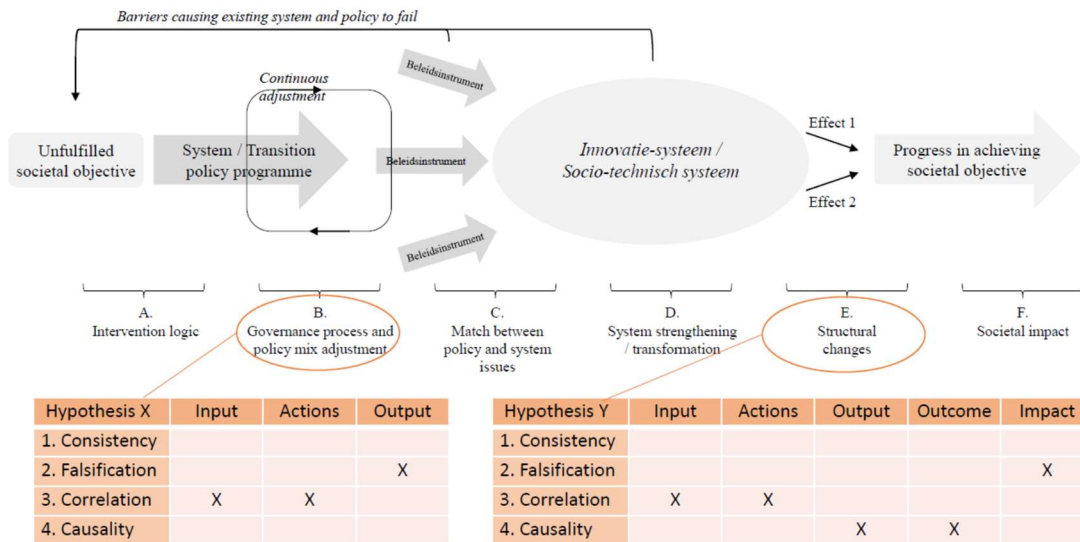 Barriers causing existing system and policy to fail
Continuous
adjustment
Beleidsinstrument
Unfulfilled
societal objective
System / Transition
policy programme
Beleidsinstrument
Innovatie-systeem /
Socio-technisch systeem
Effect 1
Effect 2
Progress in achieving
societal objective
Beleidsinstrument
A.
Intervention logic
B.
Governance process and
policy mix adjustment
C.
Match between
policy and system
issues
D.
System strengthening
/ transformation
E.
Structural
changes
F.
Societal impact
Hypothesis X Input Actions Output
1. Consistency
2. Falsification X
3. Correlation X X
4. Causality
Hypothesis Y Input Actions Output Outcome Impact
1. Consistency
2. Falsification X
3. Correlation X X
4. Causality X X